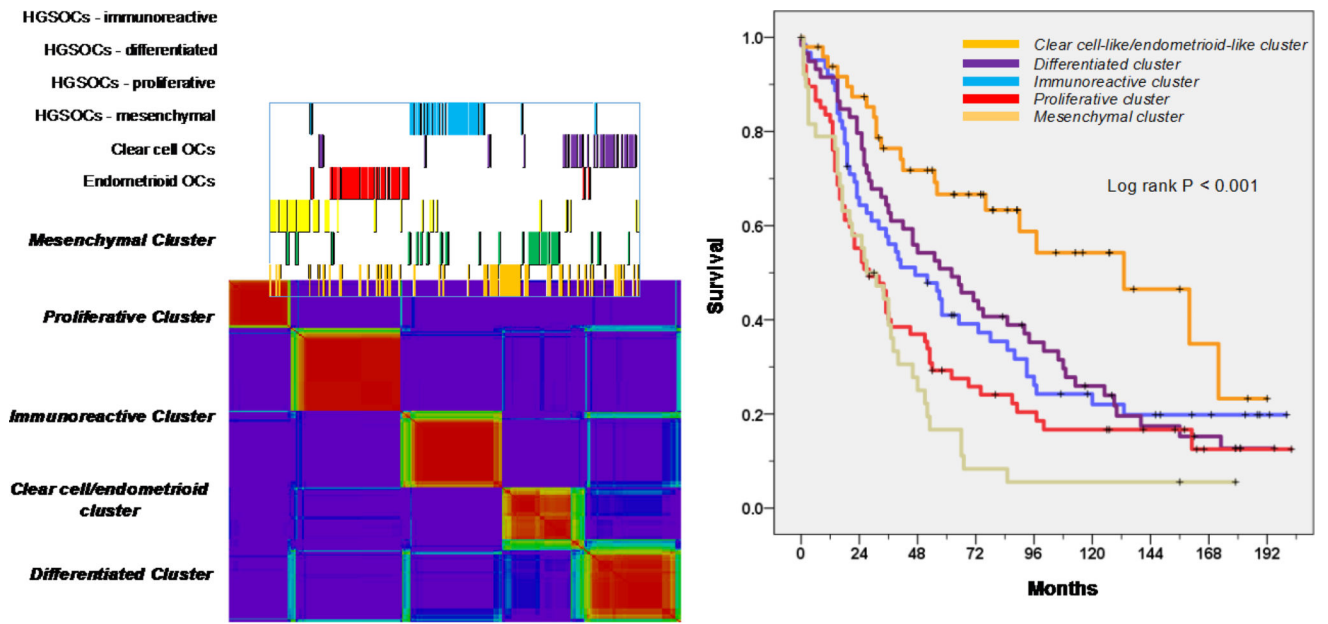 HGSOCs - immunoreactive
HGSOCs - differentiated
HGSOCs - proliferative
HGSOCs - mesenchymal
Clear cell OCs
Endometrioid OCs
Mesenchymal Cluster
Proliferative Cluster
Immunoreactive Cluster
Clear cell/endometrioid
cluster
Differentiated Cluster
Survival
1.0
0.8
0.6
0.4
0.2
0.0
Clear cell-like/endometrioid-like cluster
Differentiated cluster
Immunoreactive cluster
Proliferative cluster
Mesenchymal cluster
Log rank P < 0.001
0 24 48 72 96 120 144 168 192
Months